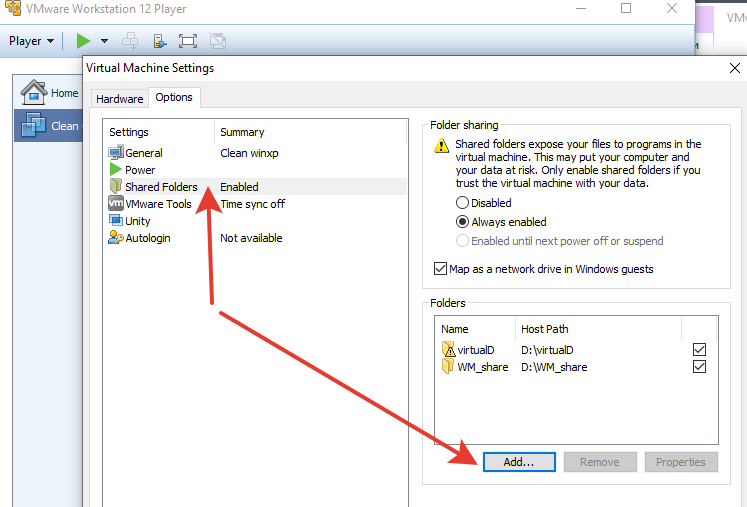 VMware Workstation 12 Player
VM
Player
Virtual Machine Settings
Home
Clean
Hardware
Options
Settings
Summary
General
Clean winxp
Power
Shared Folders
Enabled
vm
VMware Tools
Time sync off
Unity
Autologin
Not available
Folder sharing
Shared folders expose your files to programs in the
virtual machine. This may put your computer and
your data at risk. Only enable shared folders if you
trust the virtual machine with your data.
Disabled
Always enabled
Enabled until next power off or suspend
Map as a network drive in Windows guests
Folders
Name
Host Path
virtualD
D:\virtualD
WM_share
D:\WM_share
Add...
Remove
Properties